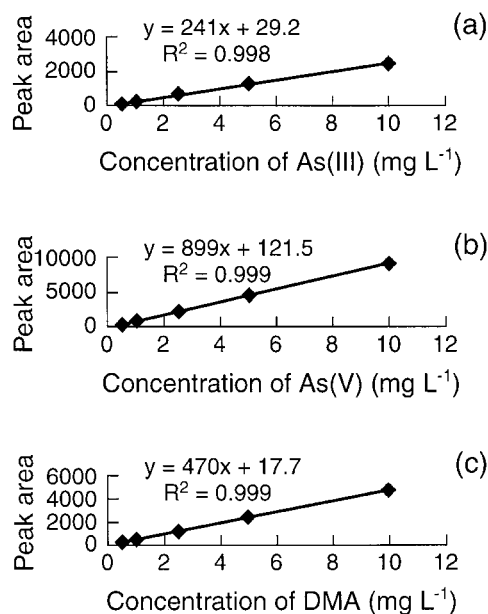 (a)
y = 241x + 29.2
R² = 0.998
Peak area
4000
2000
0
0 2 4 6 8 10 12
Concentration of As(III) (mg L⁻¹)
(b)
y = 899x + 121.5
R² = 0.999
Peak area
10000
5000
0
0 2 4 6 8 10 12
Concentration of As(V) (mg L⁻¹)
(c)
y = 470x + 17.7
R² = 0.999
Peak area
6000
4000
2000
0
0 2 4 6 8 10 12
Concentration of DMA (mg L⁻¹)